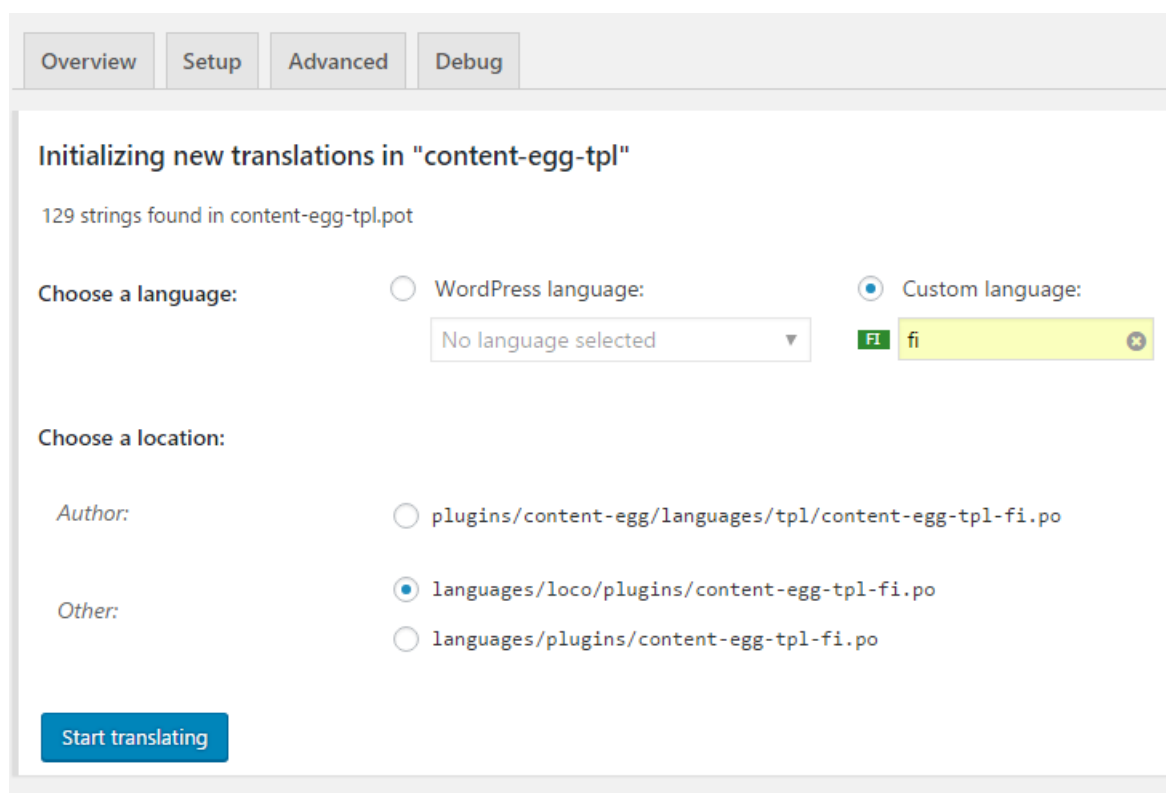 Overview Setup Advanced Debug
Initializing new translations in "content-egg-tpl"
129 strings found in content-egg-tpl.pot
Choose a language: WordPress language: Custom language:
No language selected FI fi
Choose a location:
Author: plugins/content-egg/languages/tpl/content-egg-tpl-fi.po
languages/loco/plugins/content-egg-tpl-fi.po
Other:
languages/plugins/content-egg-tpl-fi.po
Start translating